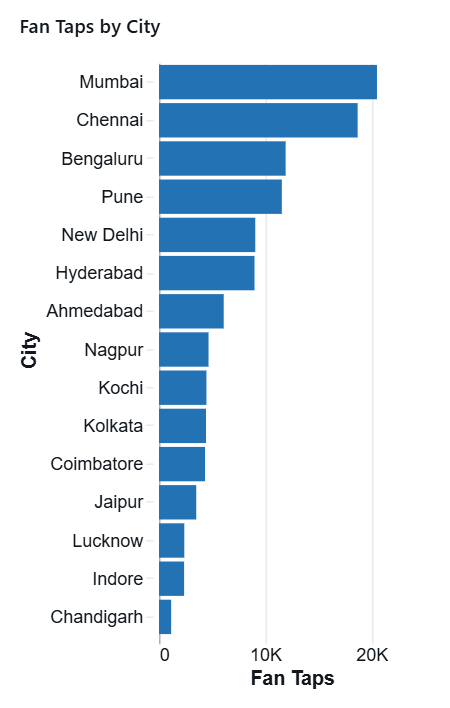 Fan Taps by City
Mumbai
Chennai
Bengaluru
Pune
New Delhi
Hyderabad
Ahmedabad
Nagpur
Kochi
Kolkata
Coimbatore
Jaipur
Lucknow
Indore
Chandigarh
City
0 10K 20K
Fan Taps